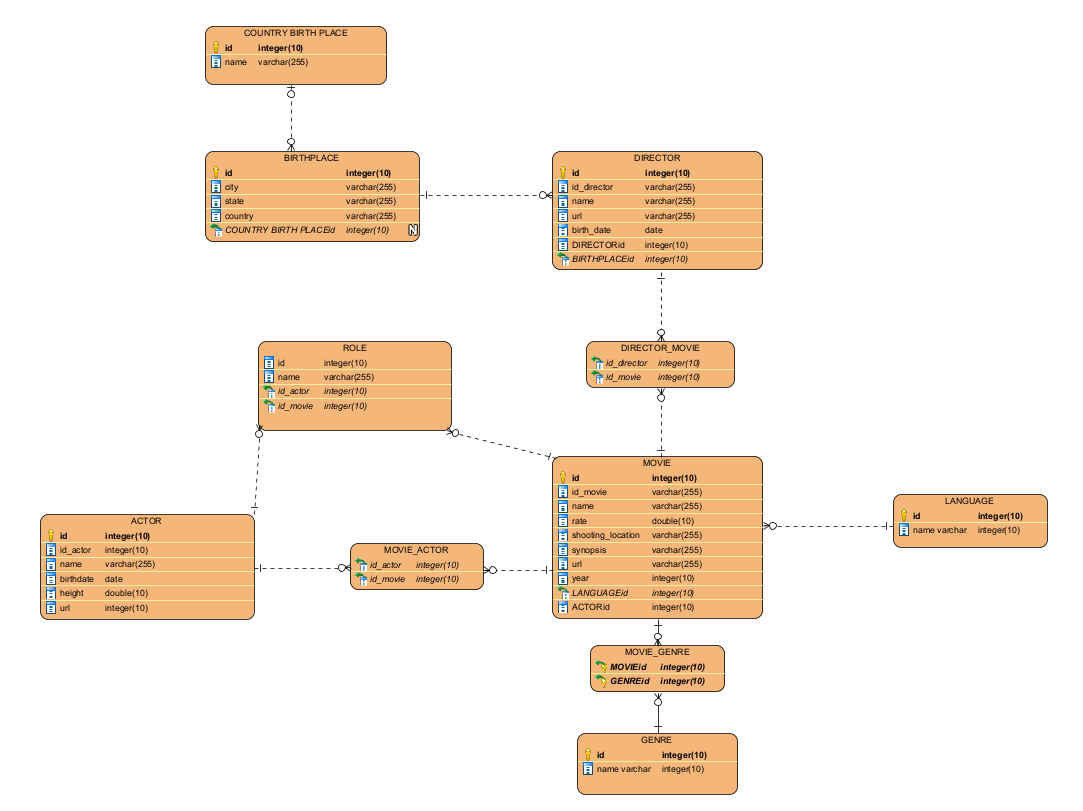 COUNTRY BIRTH PLACE
id integer(10)
name varchar(255)
BIRTHPLACE
id integer(10)
city varchar(255)
state varchar(255)
country varchar(255)
COUNTRY BIRTH PLACEid integer(10)
N
DIRECTOR
id integer(10)
id_director varchar(255)
name varchar(255)
url varchar(255)
birth_date date
DIRECTORid integer(10)
BIRTHPLACEid integer(10)
ROLE
id integer(10)
name varchar(255)
id_actor integer(10)
id_movie integer(10)
DIRECTOR_MOVIE
id_director integer(10)
id_movie integer(10)
ACTOR
id integer(10)
id_actor integer(10)
name varchar(255)
birthdate date
height double(10)
url integer(10)
MOVIE_ACTOR
id_actor integer(10)
id_movie integer(10)
MOVIE
id integer(10)
id_movie varchar(255)
name varchar(255)
rate double(10)
shooting_location varchar(255)
synopsis varchar(255)
url varchar(255)
year integer(10)
LANGUAGEid integer(10)
ACTORid integer(10)
LANGUAGE
id integer(10)
name varchar integer(10)
MOVIE_GENRE
MOVIEid integer(10)
GENREid integer(10)
GENRE
id integer(10)
name varchar integer(10)